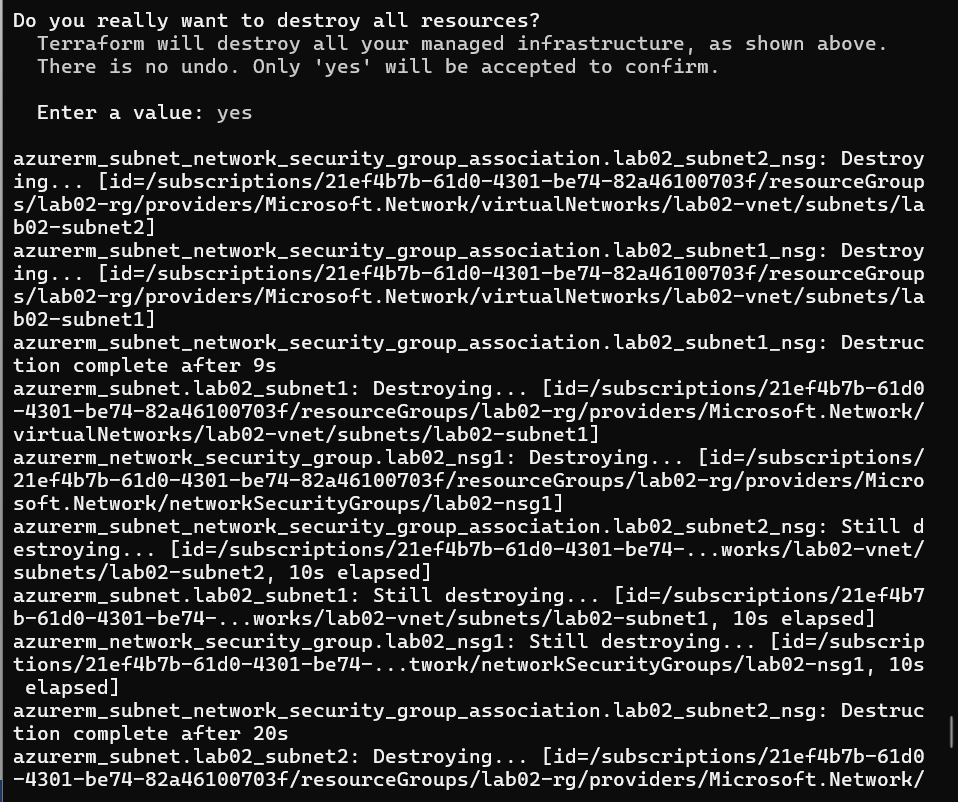 Do you really want to destroy all resources?
  Terraform will destroy all your managed infrastructure, as shown above.
  There is no undo. Only 'yes' will be accepted to confirm.

  Enter a value: yes

azurerm_subnet_network_security_group_association.lab02_subnet2_nsg: Destroy
ing... [id=/subscriptions/21ef4b7b-61d0-4301-be74-82a46100703f/resourceGroup
s/lab02-rg/providers/Microsoft.Network/virtualNetworks/lab02-vnet/subnets/la
b02-subnet2]
azurerm_subnet_network_security_group_association.lab02_subnet1_nsg: Destroy
ing... [id=/subscriptions/21ef4b7b-61d0-4301-be74-82a46100703f/resourceGroup
s/lab02-rg/providers/Microsoft.Network/virtualNetworks/lab02-vnet/subnets/la
b02-subnet1]
azurerm_subnet_network_security_group_association.lab02_subnet1_nsg: Destruc
tion complete after 9s
azurerm_subnet.lab02_subnet1: Destroying... [id=/subscriptions/21ef4b7b-61d0
-4301-be74-82a46100703f/resourceGroups/lab02-rg/providers/Microsoft.Network/
virtualNetworks/lab02-vnet/subnets/lab02-subnet1]
azurerm_network_security_group.lab02_nsg1: Destroying... [id=/subscriptions/
21ef4b7b-61d0-4301-be74-82a46100703f/resourceGroups/lab02-rg/providers/Micro
soft.Network/networkSecurityGroups/lab02-nsg1]
azurerm_subnet_network_security_group_association.lab02_subnet2_nsg: Still d
estroying... [id=/subscriptions/21ef4b7b-61d0-4301-be74-...works/lab02-vnet/
subnets/lab02-subnet2, 10s elapsed]
azurerm_subnet.lab02_subnet1: Still destroying... [id=/subscriptions/21ef4b7
b-61d0-4301-be74-...works/lab02-vnet/subnets/lab02-subnet1, 10s elapsed]
azurerm_network_security_group.lab02_nsg1: Still destroying... [id=/subscrip
tions/21ef4b7b-61d0-4301-be74-...twork/networkSecurityGroups/lab02-nsg1, 10s
 elapsed]
azurerm_subnet_network_security_group_association.lab02_subnet2_nsg: Destruc
tion complete after 20s
azurerm_subnet.lab02_subnet2: Destroying... [id=/subscriptions/21ef4b7b-61d0
-4301-be74-82a46100703f/resourceGroups/lab02-rg/providers/Microsoft.Network/